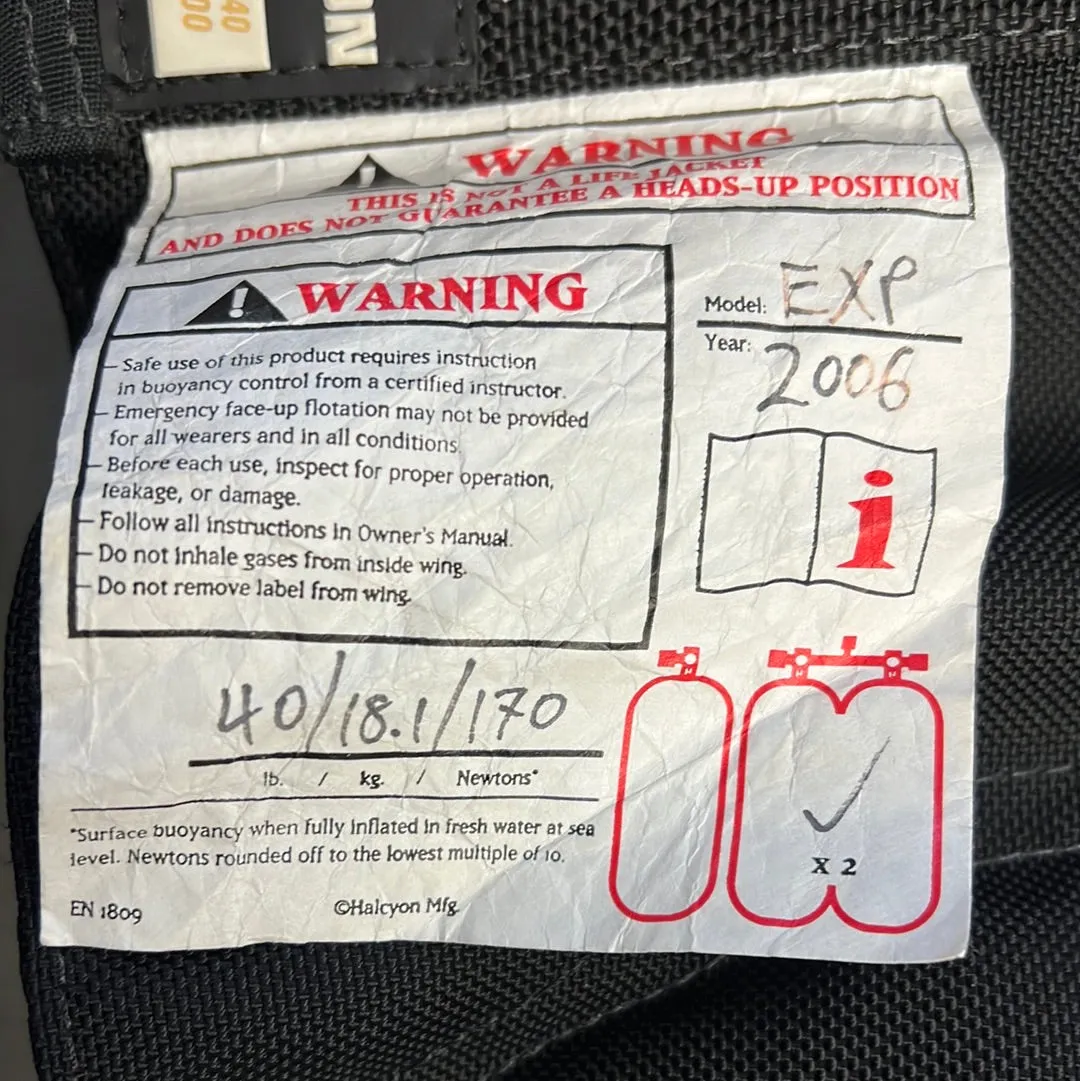 40
00
ON
WARNING
THIS IS NOT A LIFE JACKET
AND DOES NOT GUARANTEE A HEADS-UP POSITION
! WARNING
– Safe use of this product requires instruction
in buoyancy control from a certified instructor.
– Emergency face-up flotation may not be provided
for all wearers and in all conditions.
– Before each use, inspect for proper operation,
leakage, or damage.
– Follow all instructions in Owner's Manual.
– Do not inhale gases from inside wing.
– Do not remove label from wing.
Model: EXP
Year: 2006
i
40/18.1/170
lb. / kg. / Newtons*
*Surface buoyancy when fully inflated in fresh water at sea
level. Newtons rounded off to the lowest multiple of 10.
EN 1809 ©Halcyon Mfg.
H H H
✓
X 2